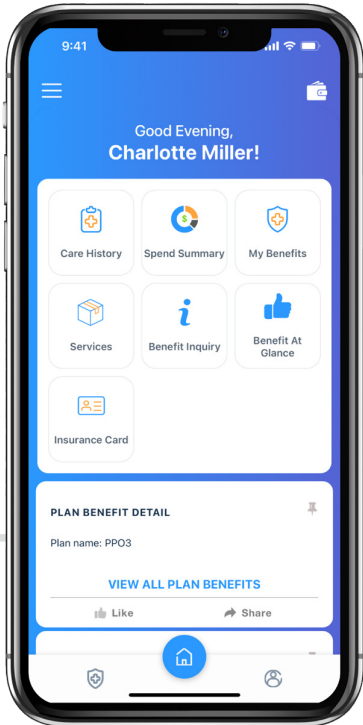 9:41
Good Evening,
Charlotte Miller!
Care History
Spend Summary
My Benefits
Services
Benefit Inquiry
Benefit At
Glance
Insurance Card
PLAN BENEFIT DETAIL
Plan name: PPO3
VIEW ALL PLAN BENEFITS
Like
Share